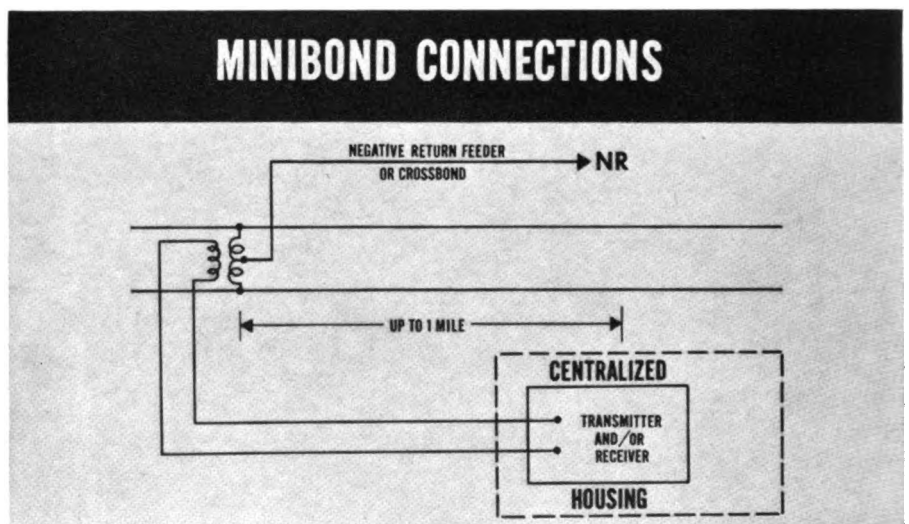 MINIBOND CONNECTIONS
NEGATIVE RETURN FEEDER
OR CROSSBOND
NR
UP TO 1 MILE
CENTRALIZED
TRANSMITTER
AND/OR
RECEIVER
HOUSING